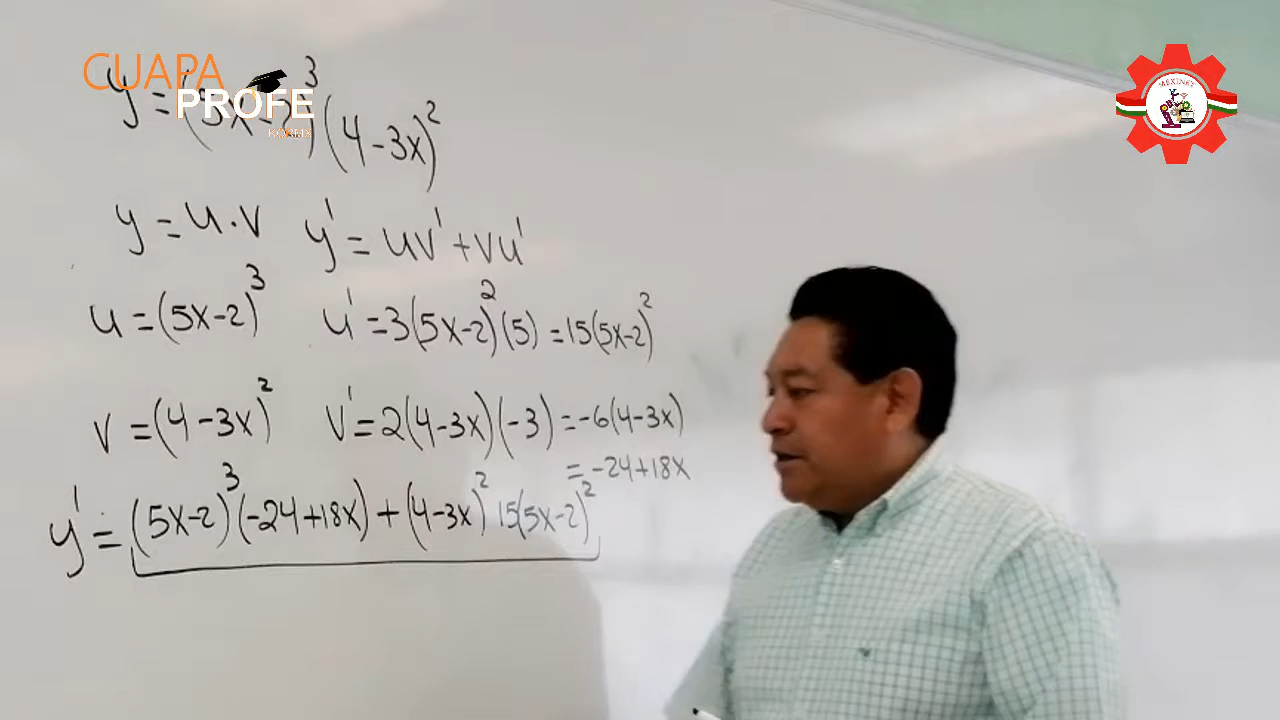 CUAPA
PROFE
MEXINEX
y = (5x-2)³(4-3x)²
y = u·v y' = uv' + vu'
u = (5x-2)³ u' = 3(5x-2)²(5) = 15(5x-2)²
v = (4-3x)² v' = 2(4-3x)(-3) = -6(4-3x)
= -24+18x
y' = (5x-2)³(-24+18x) + (4-3x)² 15(5x-2)²